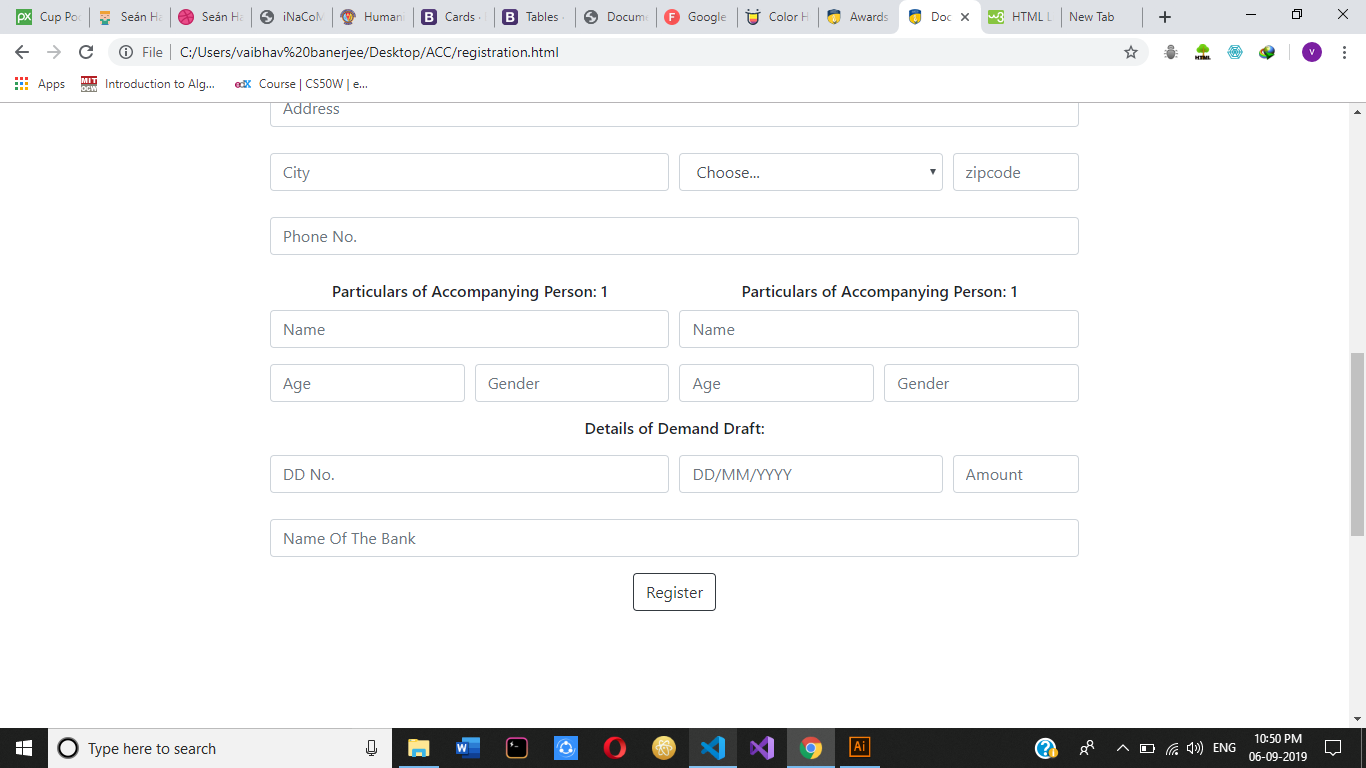 Cup Poc
Seán Ha
Seán Ha
iNaCoM
Human
Cards ·
Tables ·
Docume
Google
Color H
Awards
Doc
HTML L
New Tab
File
C:/Users/vaibhav%20banerjee/Desktop/ACC/registration.html
Apps
Introduction to Alg...
Course | CS50W | e...
Address
City
Choose...
zipcode
Phone No.
Particulars of Accompanying Person: 1
Particulars of Accompanying Person: 1
Name
Name
Age
Gender
Age
Gender
Details of Demand Draft:
DD No.
DD/MM/YYYY
Amount
Name Of The Bank
Register
Type here to search
ENG
10:50 PM
06-09-2019